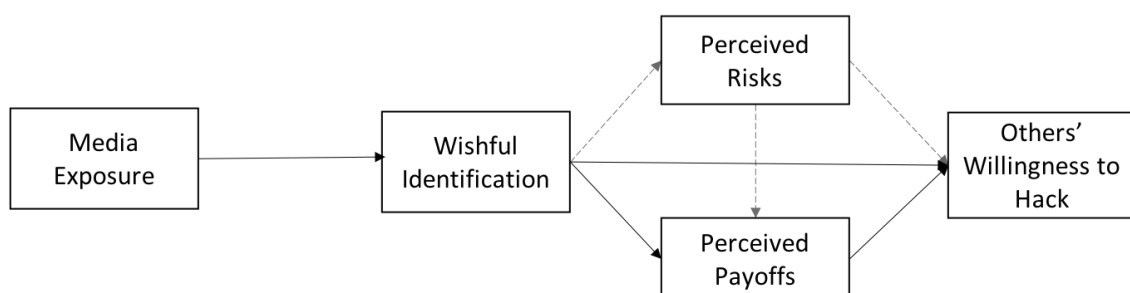 Perceived
Risks
Media
Exposure
Wishful
Identification
Others’
Willingness to
Hack
Perceived
Payoffs